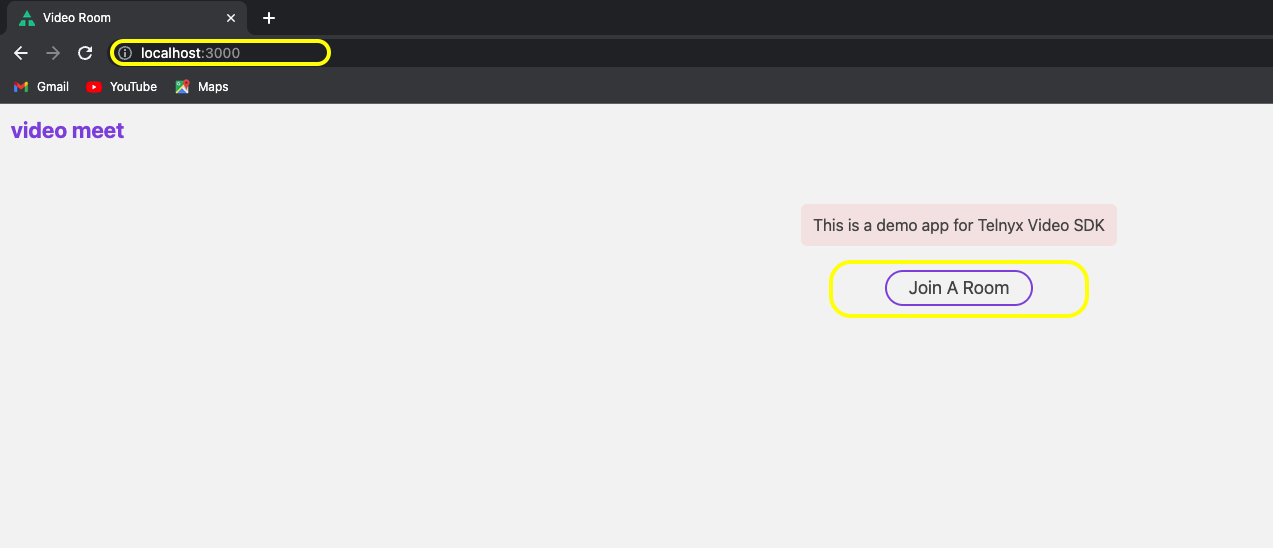 Video Room
localhost:3000
Gmail YouTube Maps
video meet
This is a demo app for Telnyx Video SDK
Join A Room